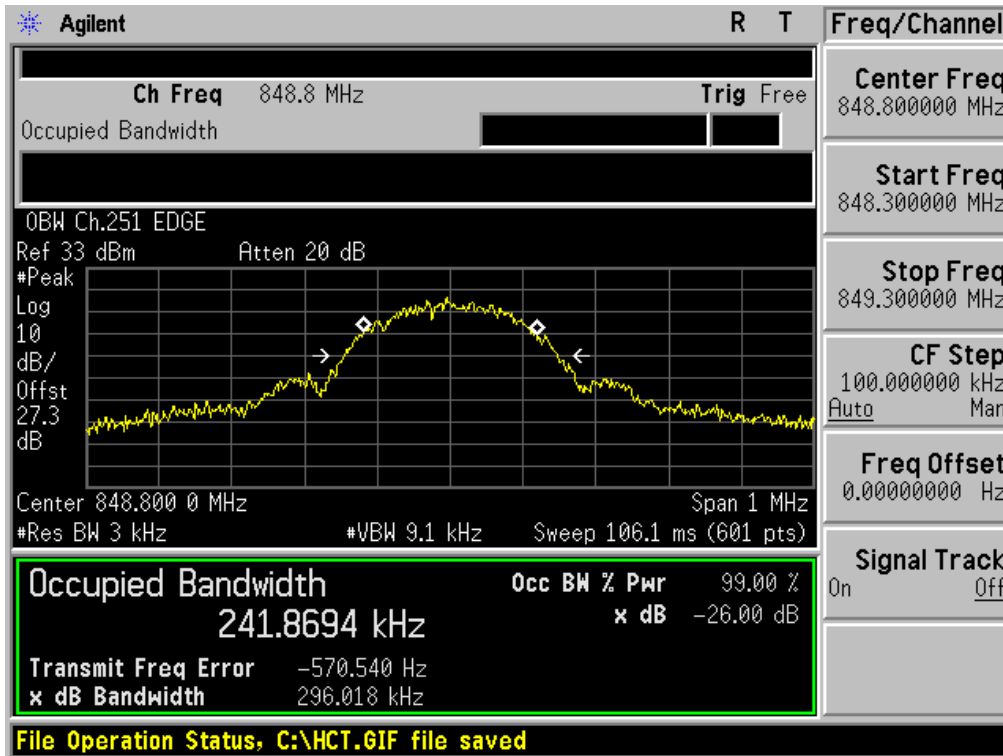 Agilent R T Freq/Channel
Ch Freq 848.8 MHz Trig Free
Occupied Bandwidth
Center Freq
848.800000 MHz
Start Freq
848.300000 MHz
Stop Freq
849.300000 MHz
CF Step
100.000000 kHz
Auto Man
Freq Offset
0.00000000 Hz
Signal Track
On Off
OBW Ch.251 EDGE
Ref 33 dBm Atten 20 dB
#Peak
Log
10
dB/
Offst
27.3
dB
Center 848.800 0 MHz Span 1 MHz
#Res BW 3 kHz #VBW 9.1 kHz Sweep 106.1 ms (601 pts)
Occupied Bandwidth Occ BW % Pwr 99.00 %
241.8694 kHz x dB -26.00 dB
Transmit Freq Error -570.540 Hz
x dB Bandwidth 296.018 kHz
File Operation Status, C:\HCT.GIF file saved